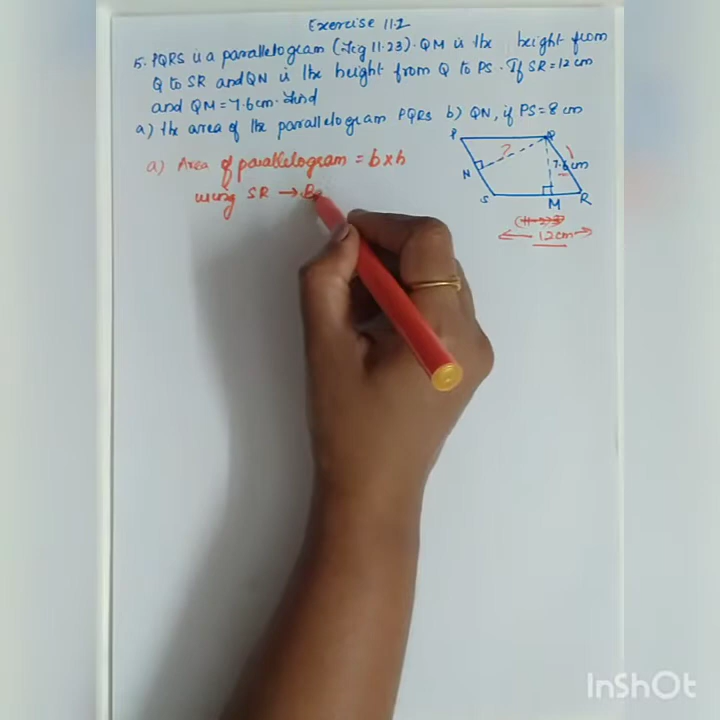 Exercise 11.2
5. PQRS is a parallelogram (Fig 11.23). QM is the height from
Q to SR and QN is the height from Q to PS. If SR = 12 cm
and QM = 7.6 cm. Find
a) the area of the parallelogram PQRS b) QN, if PS = 8 cm
P
a) Area of parallelogram = b x h
?
7.6 cm
N
using SR → Ba
S
M
R
12 cm
InShOt